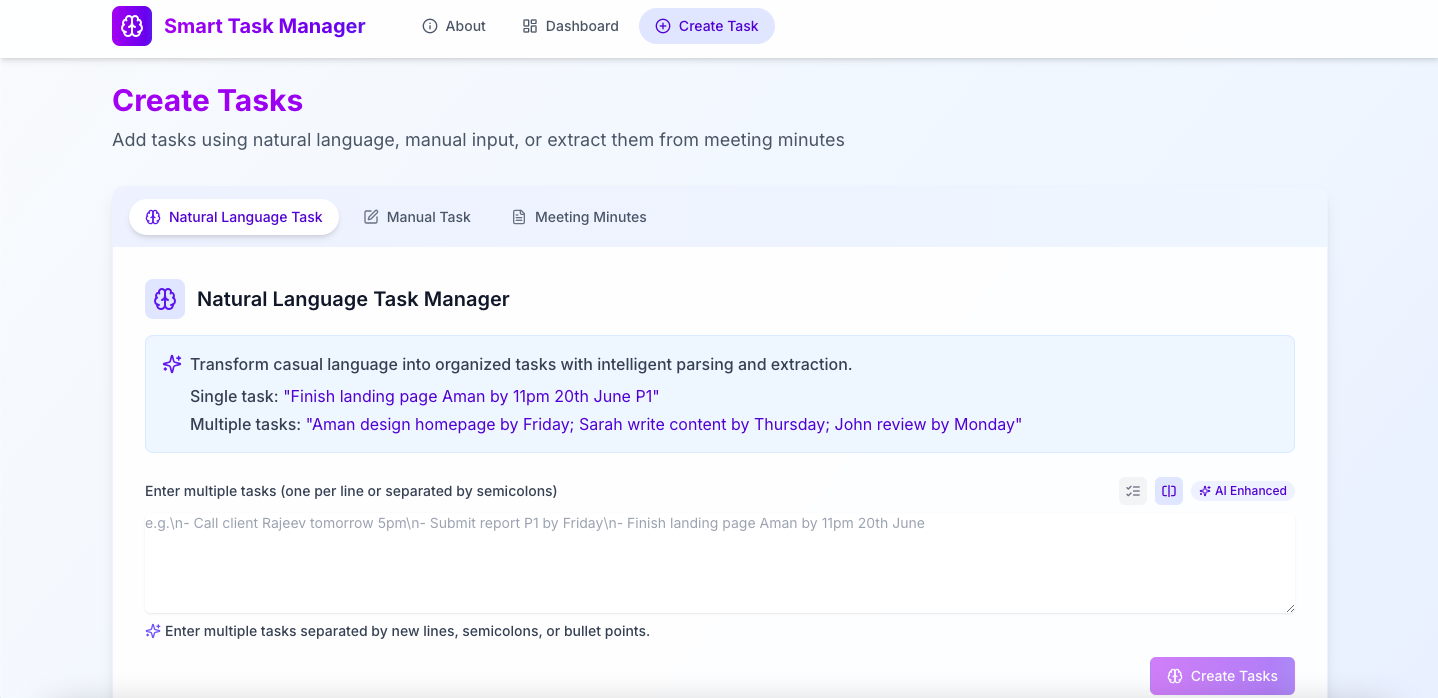 Smart Task Manager
About
Dashboard
Create Task
Create Tasks
Add tasks using natural language, manual input, or extract them from meeting minutes
Natural Language Task
Manual Task
Meeting Minutes
Natural Language Task Manager
Transform casual language into organized tasks with intelligent parsing and extraction.
Single task: "Finish landing page Aman by 11pm 20th June P1"
Multiple tasks: "Aman design homepage by Friday; Sarah write content by Thursday; John review by Monday"
Enter multiple tasks (one per line or separated by semicolons)
AI Enhanced
e.g.\n- Call client Rajeev tomorrow 5pm\n- Submit report P1 by Friday\n- Finish landing page Aman by 11pm 20th June
Enter multiple tasks separated by new lines, semicolons, or bullet points.
Create Tasks